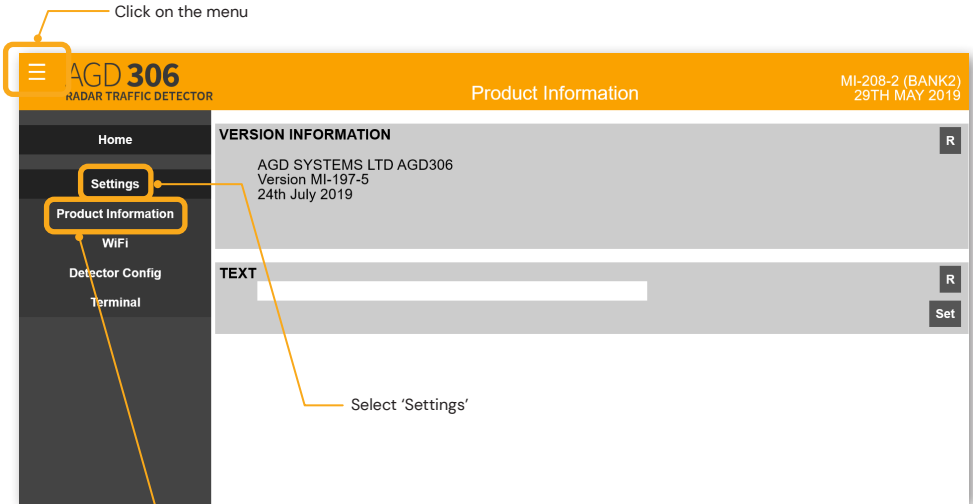 Click on the menu
☰ AGD 306
RADAR TRAFFIC DETECTOR
Product Information
MI-208-2 (BANK2)
29TH MAY 2019
Home
Settings
Product Information
WiFi
Detector Config
Terminal
VERSION INFORMATION
R
AGD SYSTEMS LTD AGD306
Version MI-197-5
24th July 2019
TEXT
R
Set
Select ‘Settings’